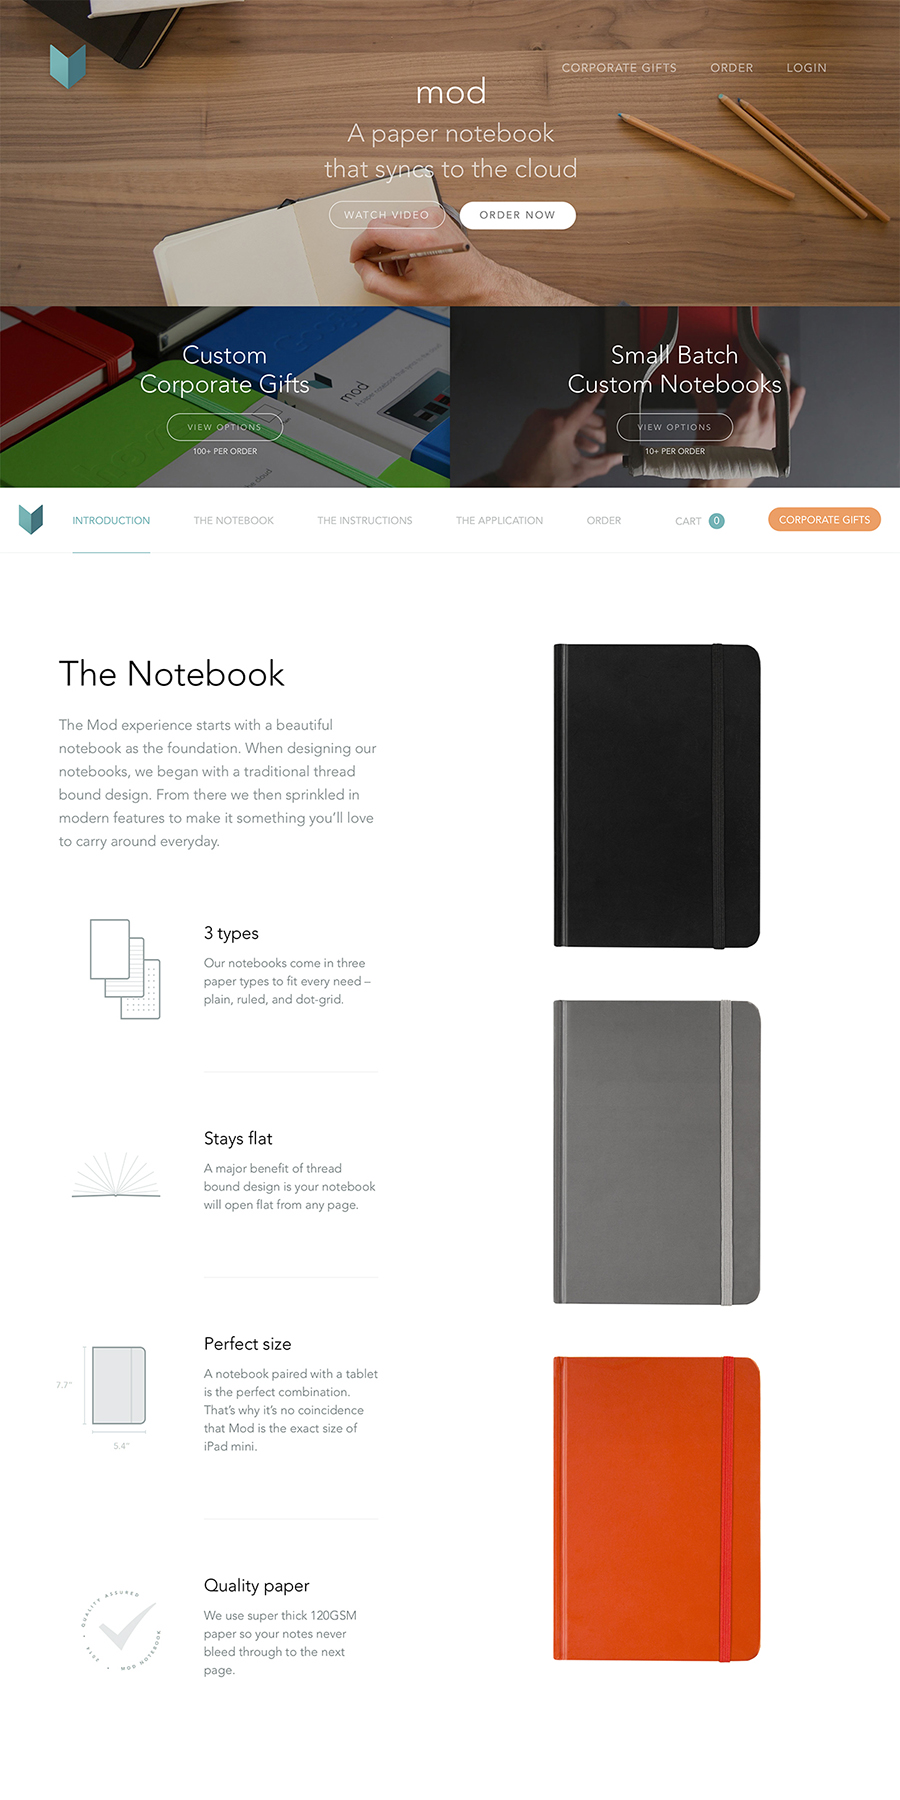 CORPORATE GIFTS
ORDER
LOGIN
mod
A paper notebook
that syncs to the cloud
WATCH VIDEO
ORDER NOW
Custom
Corporate Gifts
VIEW OPTIONS
100+ PER ORDER
mod
Small Batch
Custom Notebooks
VIEW OPTIONS
10+ PER ORDER
INTRODUCTION
THE NOTEBOOK
THE INSTRUCTIONS
THE APPLICATION
ORDER
CART 0
CORPORATE GIFTS
The Notebook
The Mod experience starts with a beautiful
notebook as the foundation. When designing our
notebooks, we began with a traditional thread
bound design. From there we then sprinkled in
modern features to make it something you’ll love
to carry around everyday.
3 types
Our notebooks come in three
paper types to fit every need –
plain, ruled, and dot-grid.
Stays flat
A major benefit of thread
bound design is your notebook
will open flat from any page.
Perfect size
A notebook paired with a tablet
is the perfect combination.
That’s why it’s no coincidence
that Mod is the exact size of
iPad mini.
7.7"
5.4"
Quality paper
We use super thick 120GSM
paper so your notes never
bleed through to the next
page.
QUALITY ASSURED
MOD NOTEBOOK